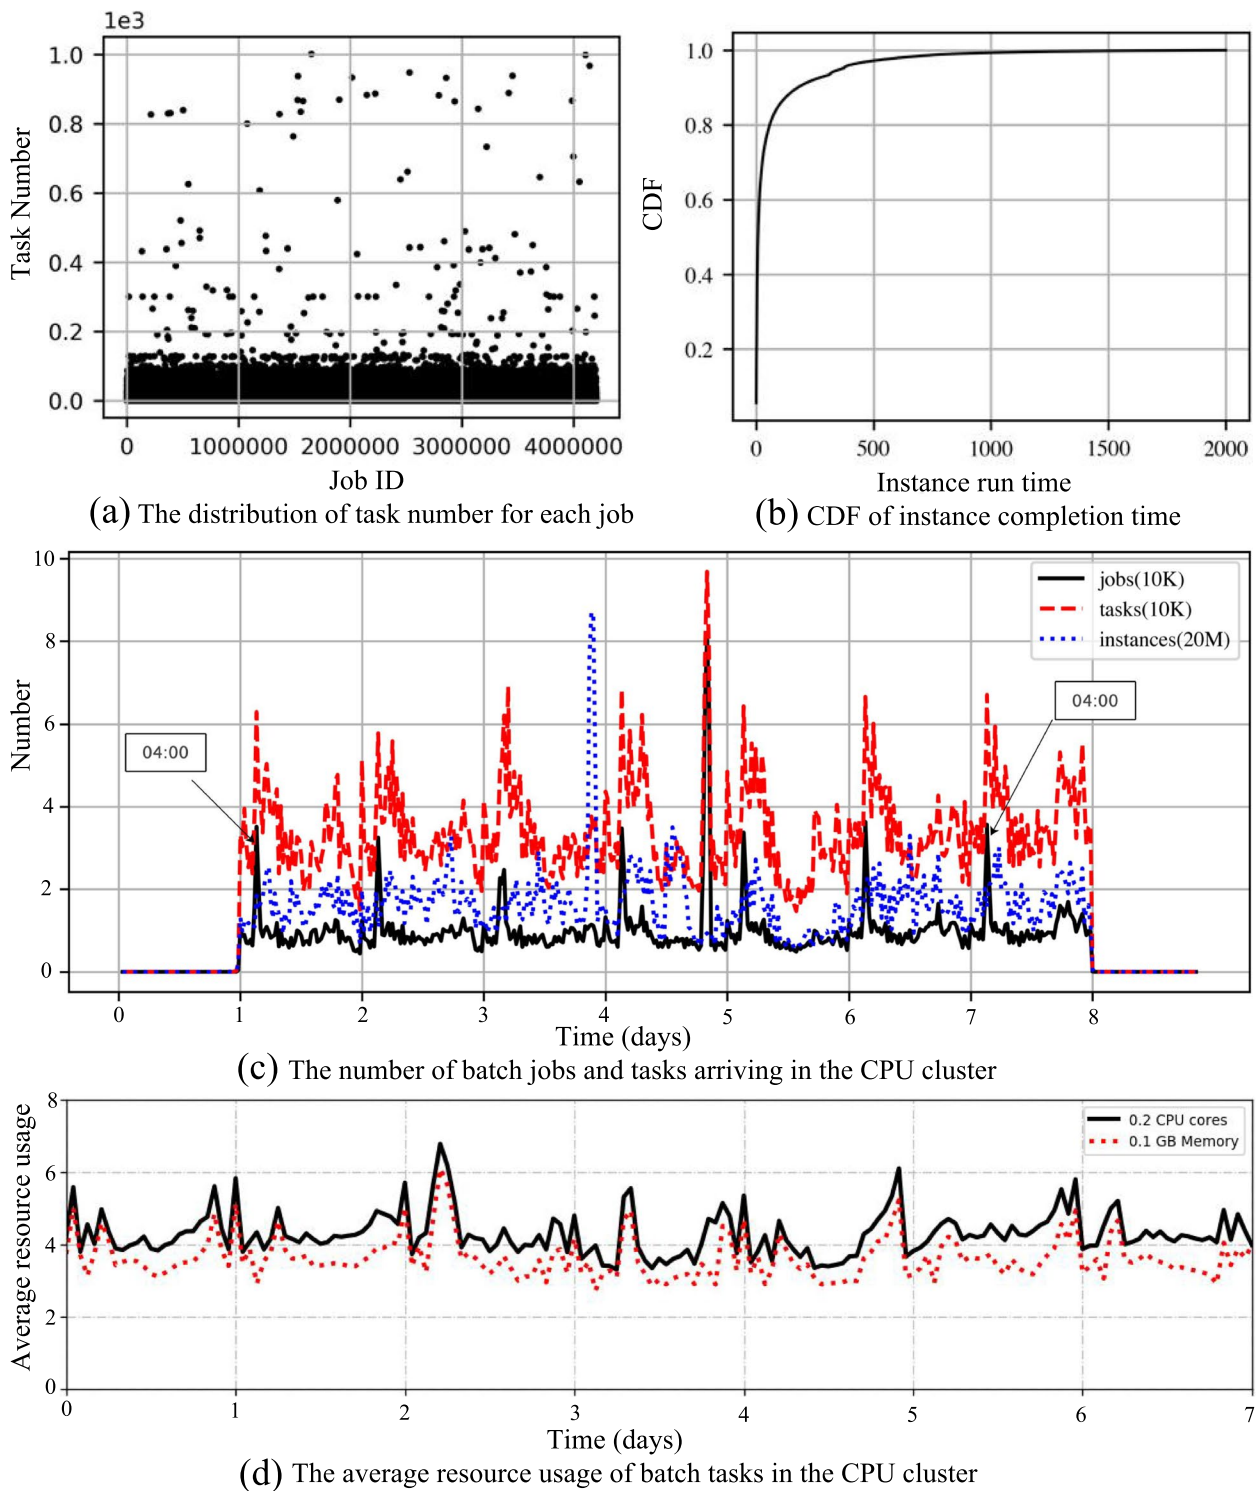 1e3
1.0
0.8
0.6
0.4
0.2
0.0
Task Number
0 1000000 2000000 3000000 4000000
Job ID
(a) The distribution of task number for each job
1.0
0.8
0.6
0.4
0.2
CDF
0 500 1000 1500 2000
Instance run time
(b) CDF of instance completion time
10
8
6
4
2
0
Number
jobs(10K)
tasks(10K)
instances(20M)
04:00
04:00
0 1 2 3 4 5 6 7 8
Time (days)
(c) The number of batch jobs and tasks arriving in the CPU cluster
8
6
4
2
0
Average resource usage
0.2 CPU cores
0.1 GB Memory
0 1 2 3 4 5 6 7
Time (days)
(d) The average resource usage of batch tasks in the CPU cluster